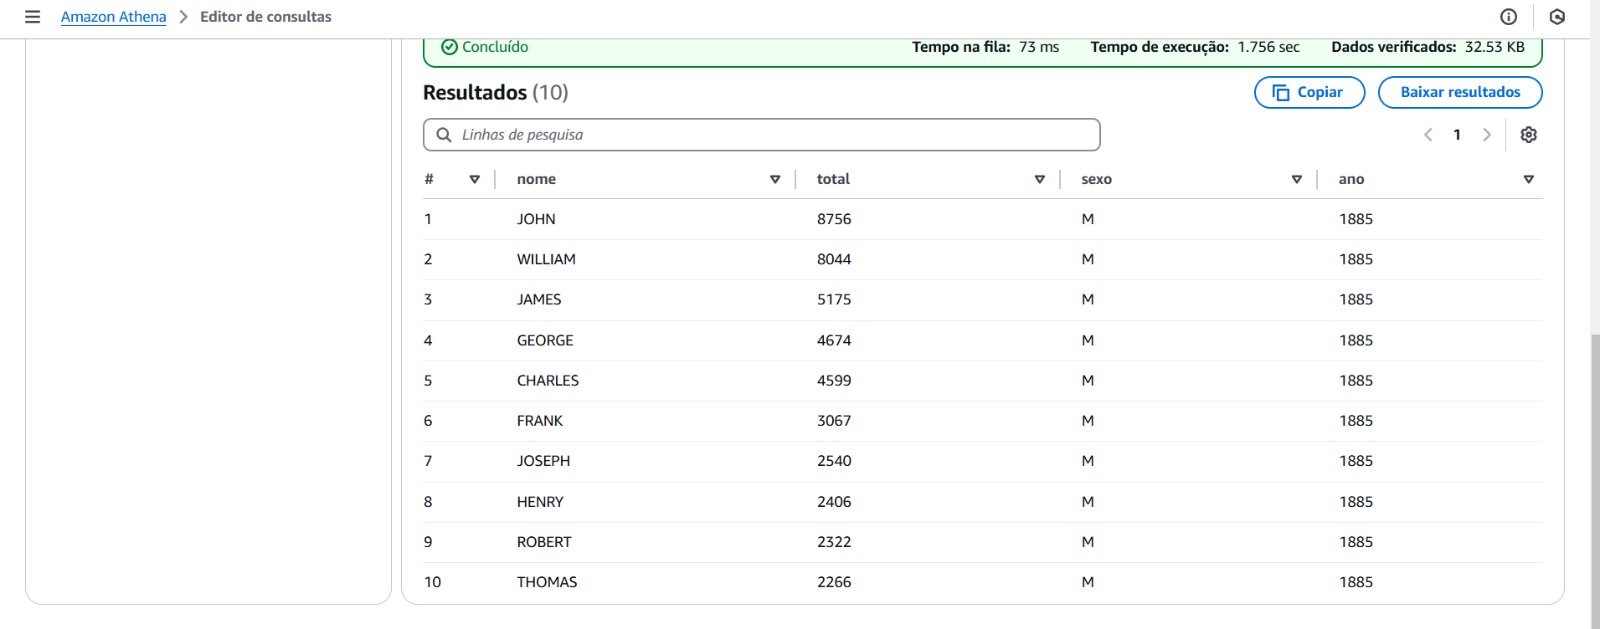 Amazon Athena > Editor de consultas
Concluído Tempo na fila: 73 ms Tempo de execução: 1.756 sec Dados verificados: 32.53 KB
Resultados (10) Copiar Baixar resultados
Linhas de pesquisa < 1 >
# nome total sexo ano
1 JOHN 8756 M 1885
2 WILLIAM 8044 M 1885
3 JAMES 5175 M 1885
4 GEORGE 4674 M 1885
5 CHARLES 4599 M 1885
6 FRANK 3067 M 1885
7 JOSEPH 2540 M 1885
8 HENRY 2406 M 1885
9 ROBERT 2322 M 1885
10 THOMAS 2266 M 1885